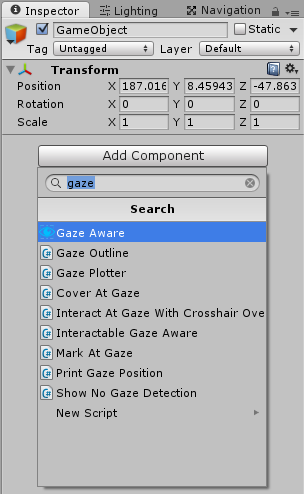 Inspector Lighting Navigation
GameObject Static
Tag Untagged Layer Default
Transform
Position X 187.016 Y 8.45943 Z -47.863
Rotation X 0 Y 0 Z 0
Scale X 1 Y 1 Z 1
Add Component
gaze
Search
Gaze Aware
C# Gaze Outline
C# Gaze Plotter
C# Cover At Gaze
C# Interact At Gaze With Crosshair Ove
C# Interactable Gaze Aware
C# Mark At Gaze
C# Print Gaze Position
C# Show No Gaze Detection
New Script